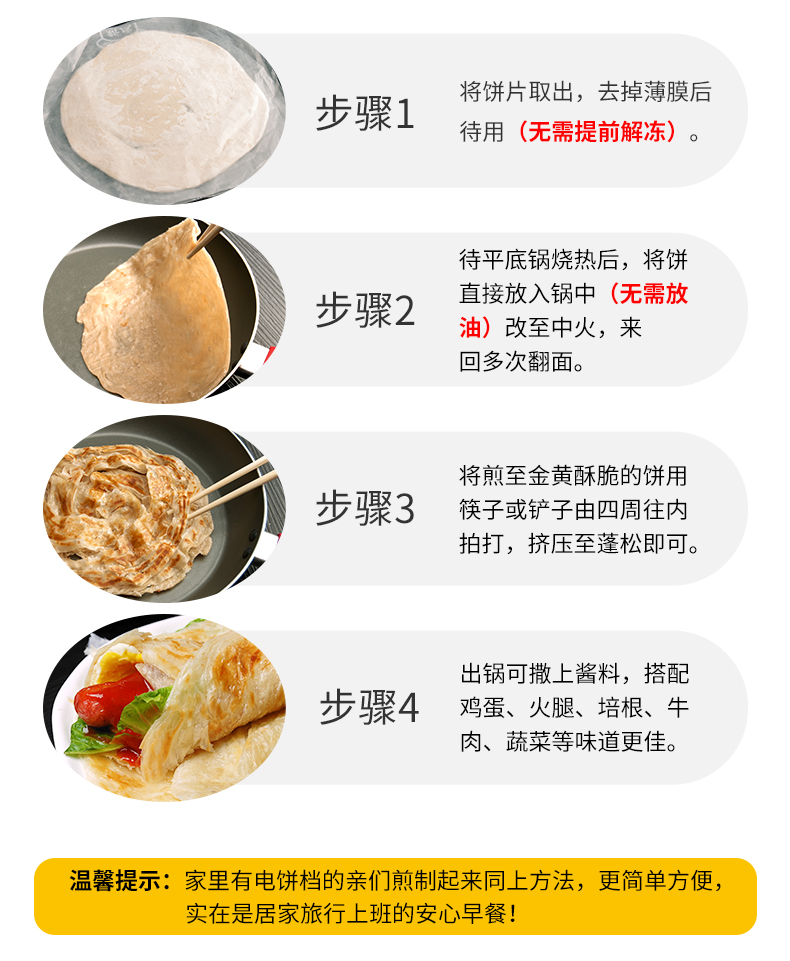 步骤1
将饼片取出，去掉薄膜后
待用（无需提前解冻）。
步骤2
待平底锅烧热后，将饼
直接放入锅中（无需放
油）改至中火，来
回多次翻面。
步骤3
将煎至金黄酥脆的饼用
筷子或铲子由四周往内
拍打，挤压至蓬松即可。
步骤4
出锅可撒上酱料，搭配
鸡蛋、火腿、培根、牛
肉、蔬菜等味道更佳。
温馨提示：家里有电饼档的亲们煎制起来同上方法，更简单方便，
实在是居家旅行上班的安心早餐！